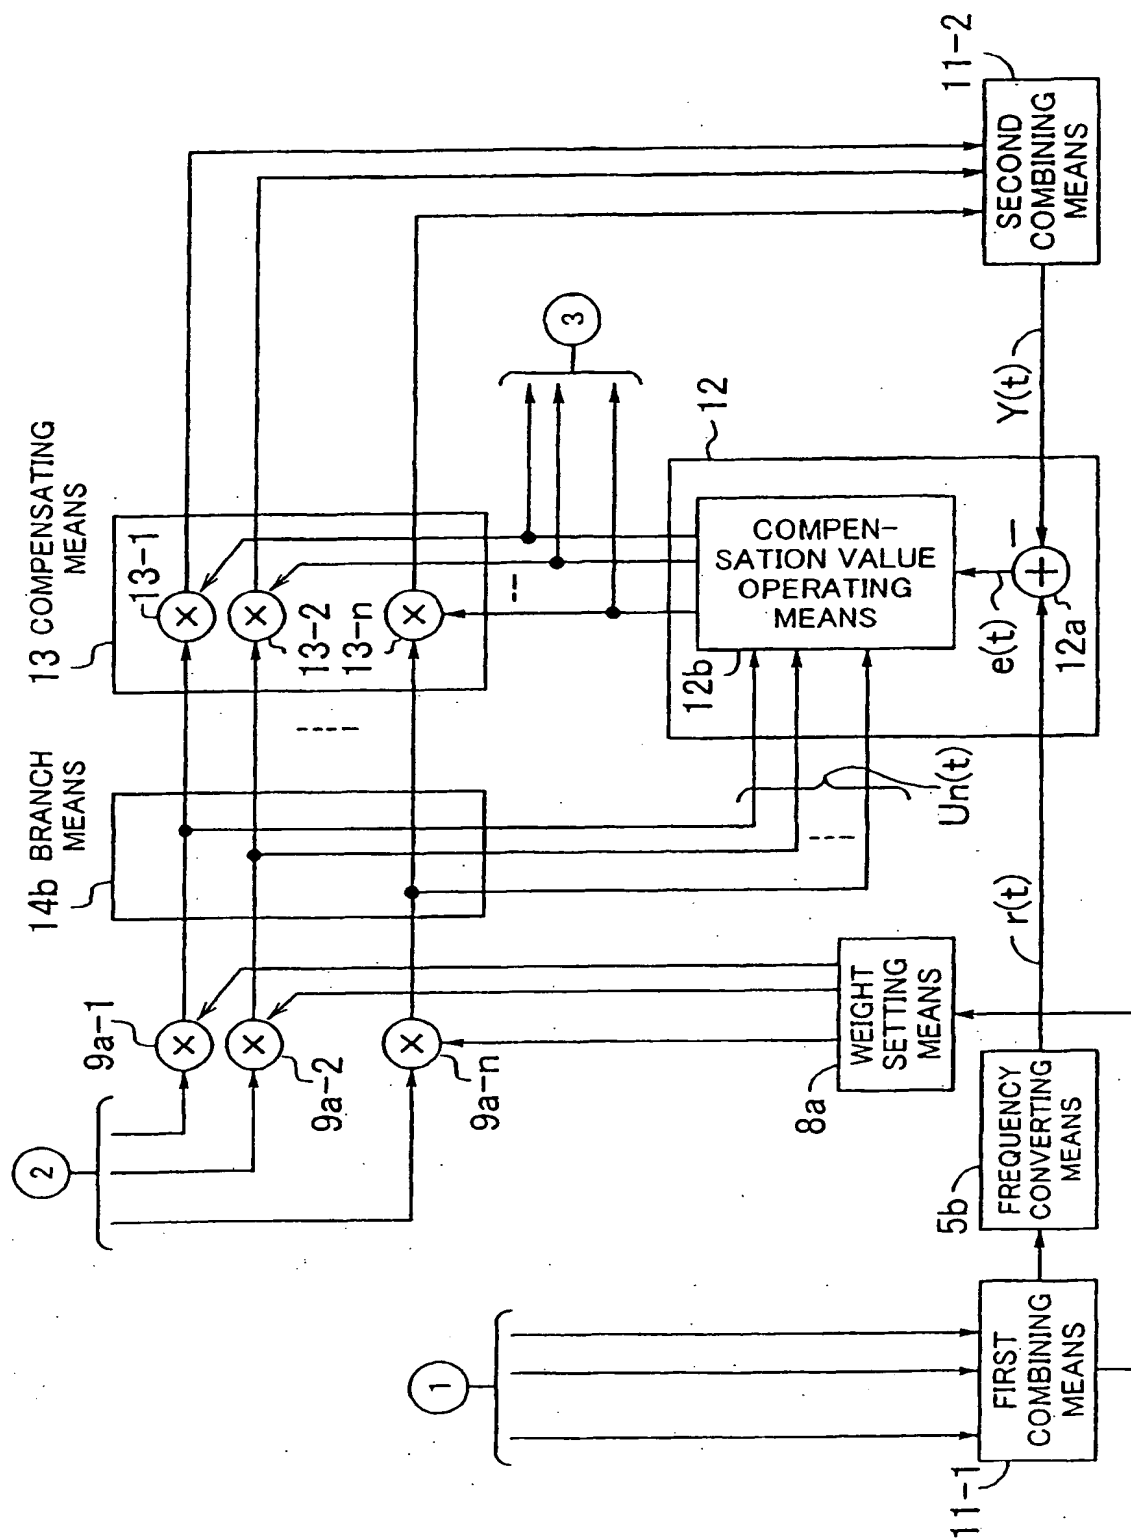 2
9a-1
9a-2
9a-n
14b BRANCH
MEANS
13 COMPENSATING
MEANS
13-1
13-2
13-n
3
1
8a
WEIGHT
SETTING
MEANS
Un(t)
12
12b
COMPEN-
SATION VALUE
OPERATING
MEANS
e(t)
12a
+
−
11-1
FIRST
COMBINING
MEANS
5b
FREQUENCY
CONVERTING
MEANS
r(t)
Y(t)
11-2
SECOND
COMBINING
MEANS